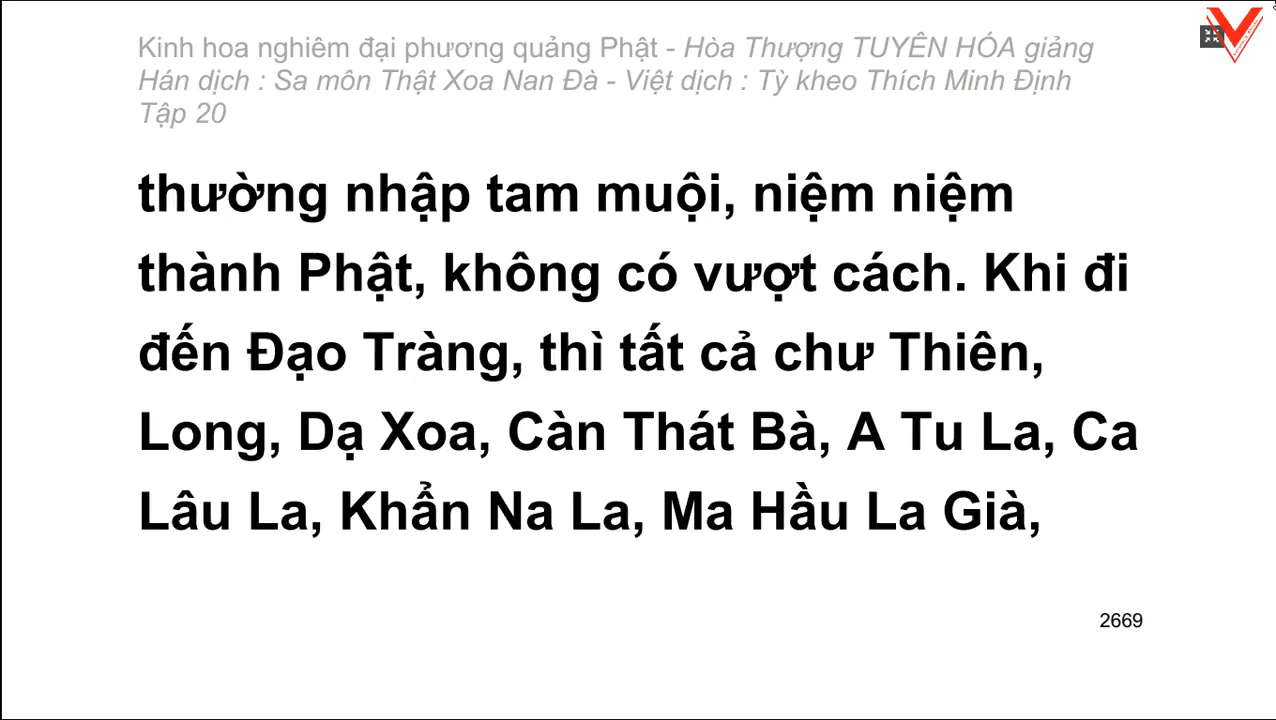 Kinh hoa nghiêm đại phương quảng Phật - Hòa Thượng TUYÊN HÓA giảng
Hán dịch : Sa môn Thật Xoa Nan Đà - Việt dịch : Tỳ kheo Thích Minh Định
Tập 20
thường nhập tam muội, niệm niệm
thành Phật, không có vượt cách. Khi đi
đến Đạo Tràng, thì tất cả chư Thiên,
Long, Dạ Xoa, Càn Thát Bà, A Tu La, Ca
Lâu La, Khẩn Na La, Ma Hầu La Già,
2669